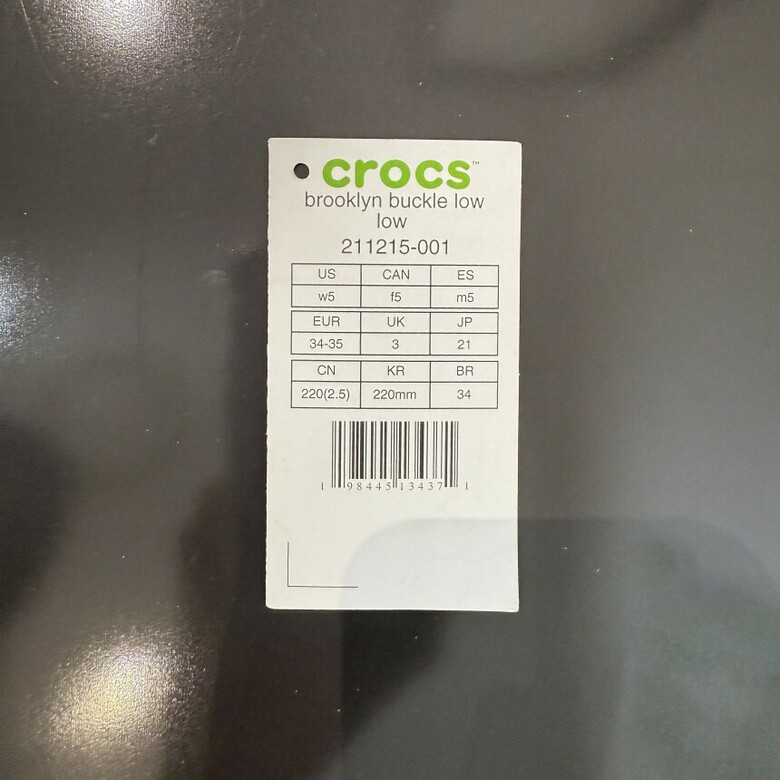 crocs™
brooklyn buckle low
low
211215-001
US CAN ES
w5 f5 m5
EUR UK JP
34-35 3 21
CN KR BR
220(2.5) 220mm 34
1 98445 13437 1